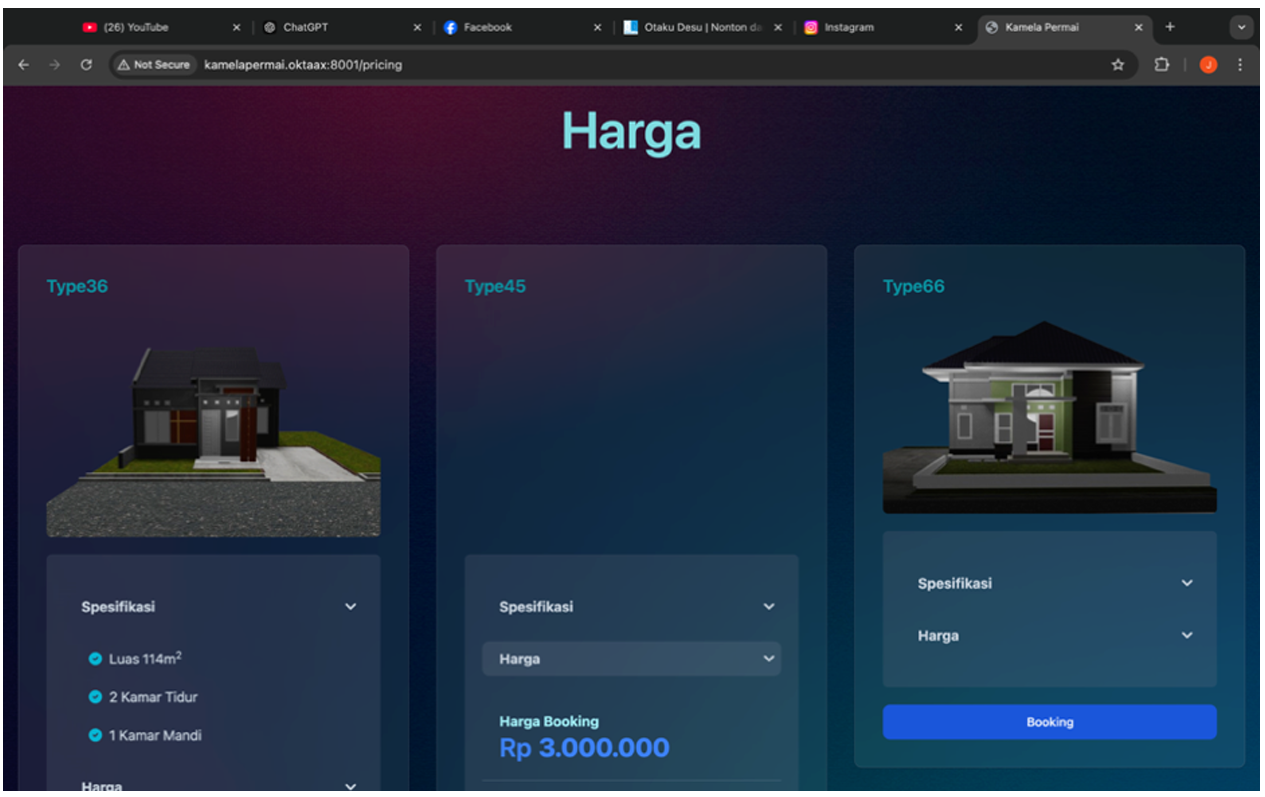 (26) YouTube
ChatGPT
Facebook
Otaku Desu | Nonton da
Instagram
Kamela Permai
Not Secure
kamelapermai.oktaax:8001/pricing
J
Harga
Type36
Spesifikasi
Luas 114m²
2 Kamar Tidur
1 Kamar Mandi
Harga
Type45
Spesifikasi
Harga
Harga Booking
Rp 3.000.000
Type66
Spesifikasi
Harga
Booking